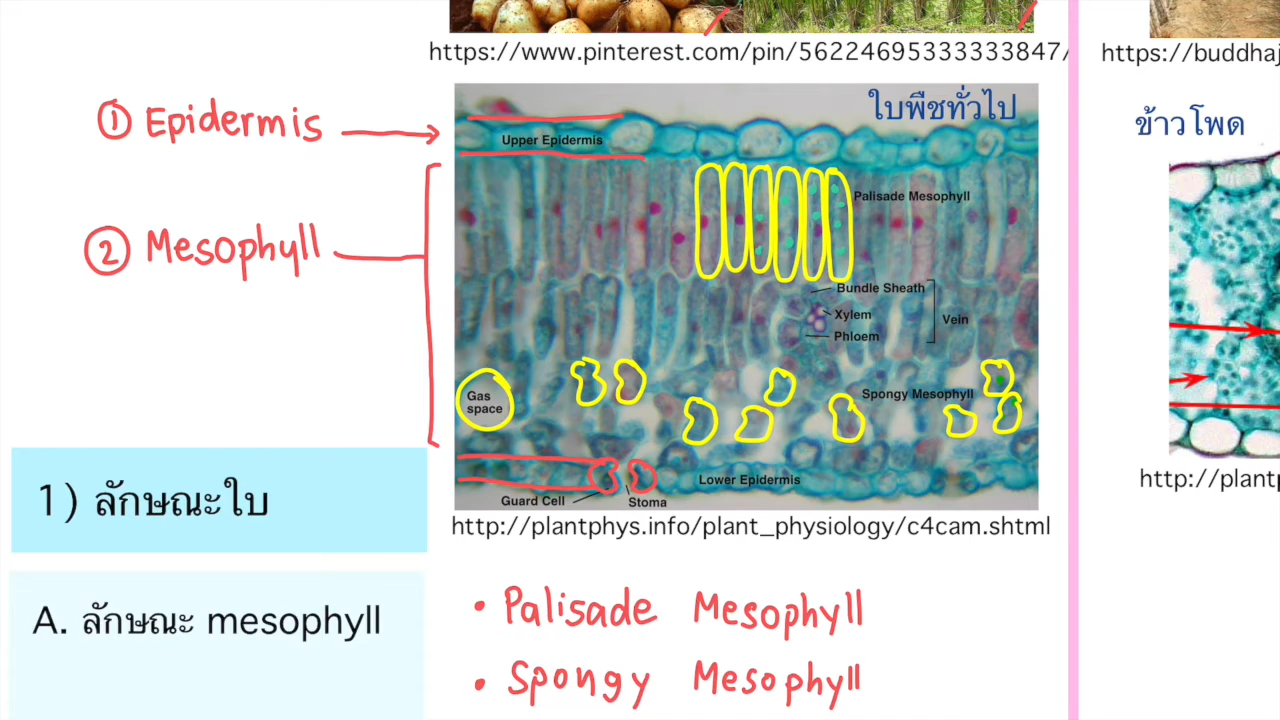 https://www.pinterest.com/pin/56224695333333847/
https://buddhaj
① Epidermis
② Mesophyll
ใบพืชทั่วไป
Upper Epidermis
Palisade Mesophyll
Bundle Sheath
Xylem
Phloem
Vein
Gas
space
Spongy Mesophyll
Lower Epidermis
Guard Cell
Stoma
http://plantphys.info/plant_physiology/c4cam.shtml
ข้าวโพด
http://plantp
1) ลักษณะใบ
A. ลักษณะ mesophyll
• Palisade Mesophyll
• Spongy Mesophyll